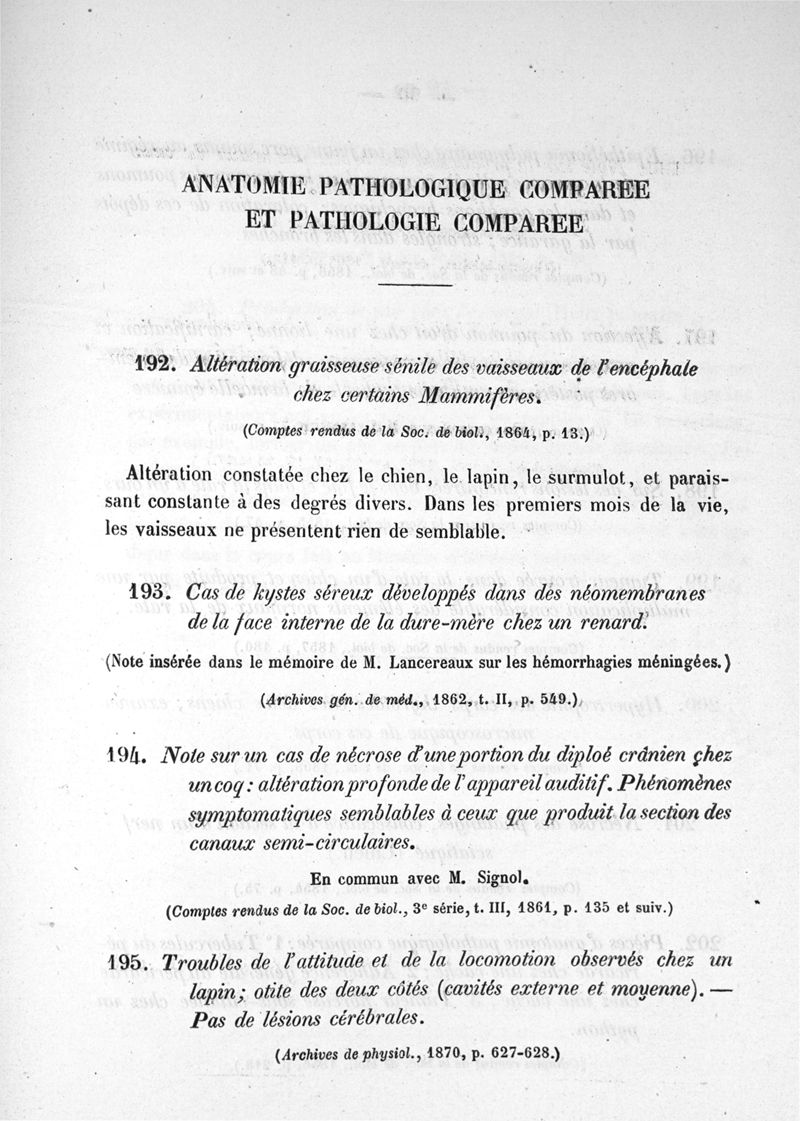 ANATOMIE PATHOLOGIQUE COMPARÉE
ET PATHOLOGIE COMPARÉE
192. Altération graisseuse sénile des vaisseaux de l'encéphale
chez certains Mammifères.
(Comptes rendus de la Soc. de biol., 1864, p. 13.)
Altération constatée chez le chien, le lapin, le surmulot, et parais-
sant constante à des degrés divers. Dans les premiers mois de la vie,
les vaisseaux ne présentent rien de semblable.
193. Cas de kystes séreux développés dans des néomembranes
de la face interne de la dure-mère chez un renard.
(Note insérée dans le mémoire de M. Lancereaux sur les hémorrhagies méningées.)
(Archives gén. de méd., 1862, t. II, p. 549.)
194. Note sur un cas de nécrose d'une portion du diploé crânien chez
un coq : altération profonde de l'appareil auditif. Phénomènes
symptomatiques semblables à ceux que produit la section des
canaux semi-circulaires.
En commun avec M. Signol.
(Comptes rendus de la Soc. de biol., 3e série, t. III, 1861, p. 135 et suiv.)
195. Troubles de l'attitude et de la locomotion observés chez un
lapin; otite des deux côtés (cavités externe et moyenne). —
Pas de lésions cérébrales.
(Archives de physiol., 1870, p. 627-628.)